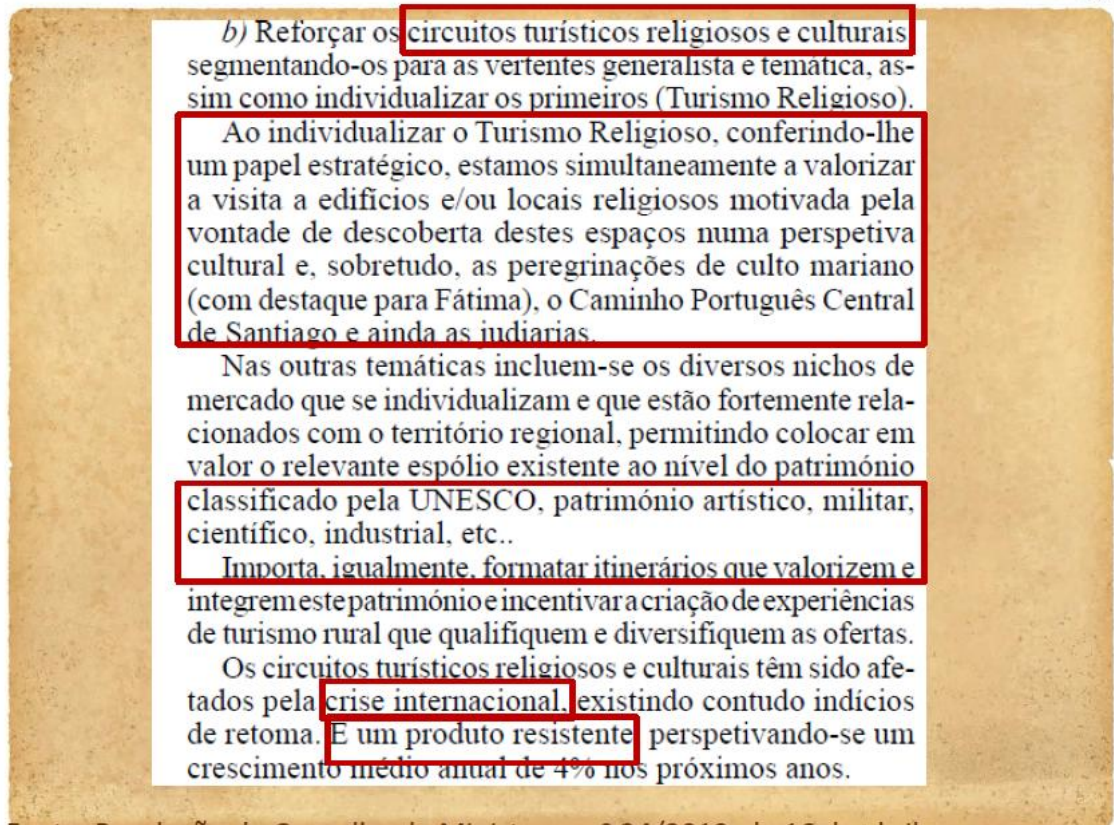 b) Reforçar os circuitos turísticos religiosos e culturais,
segmentando-os para as vertentes generalista e temática, as-
sim como individualizar os primeiros (Turismo Religioso).
Ao individualizar o Turismo Religioso, conferindo-lhe
um papel estratégico, estamos simultaneamente a valorizar
a visita a edifícios e/ou locais religiosos motivada pela
vontade de descoberta destes espaços numa perspetiva
cultural e, sobretudo, as peregrinações de culto mariano
(com destaque para Fátima), o Caminho Português Central
de Santiago e ainda as judiarias.
Nas outras temáticas incluem-se os diversos nichos de
mercado que se individualizam e que estão fortemente rela-
cionados com o território regional, permitindo colocar em
valor o relevante espólio existente ao nível do património
classificado pela UNESCO, património artístico, militar,
científico, industrial, etc..
Importa, igualmente, formatar itinerários que valorizem e
integrem este património e incentivar a criação de experiências
de turismo rural que qualifiquem e diversifiquem as ofertas.
Os circuitos turísticos religiosos e culturais têm sido afe-
tados pela crise internacional, existindo contudo indícios
de retoma. É um produto resistente, perspetivando-se um
crescimento médio anual de 4% nos próximos anos.